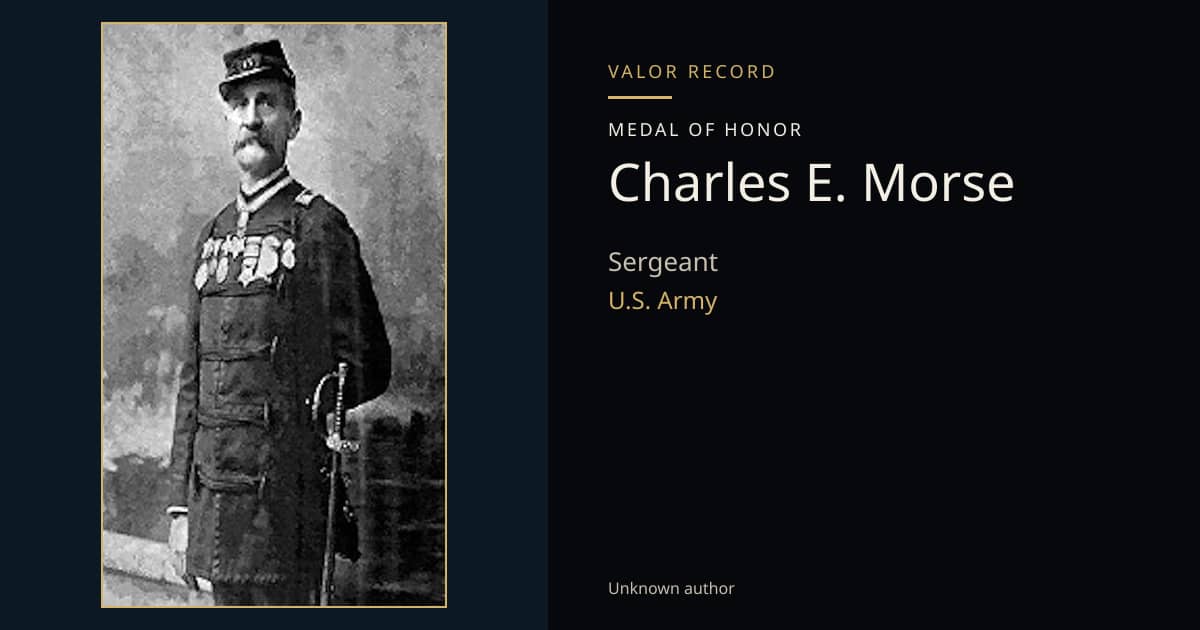 VALOR RECORD
MEDAL OF HONOR
Charles E. Morse
Sergeant
U.S. Army
Unknown author